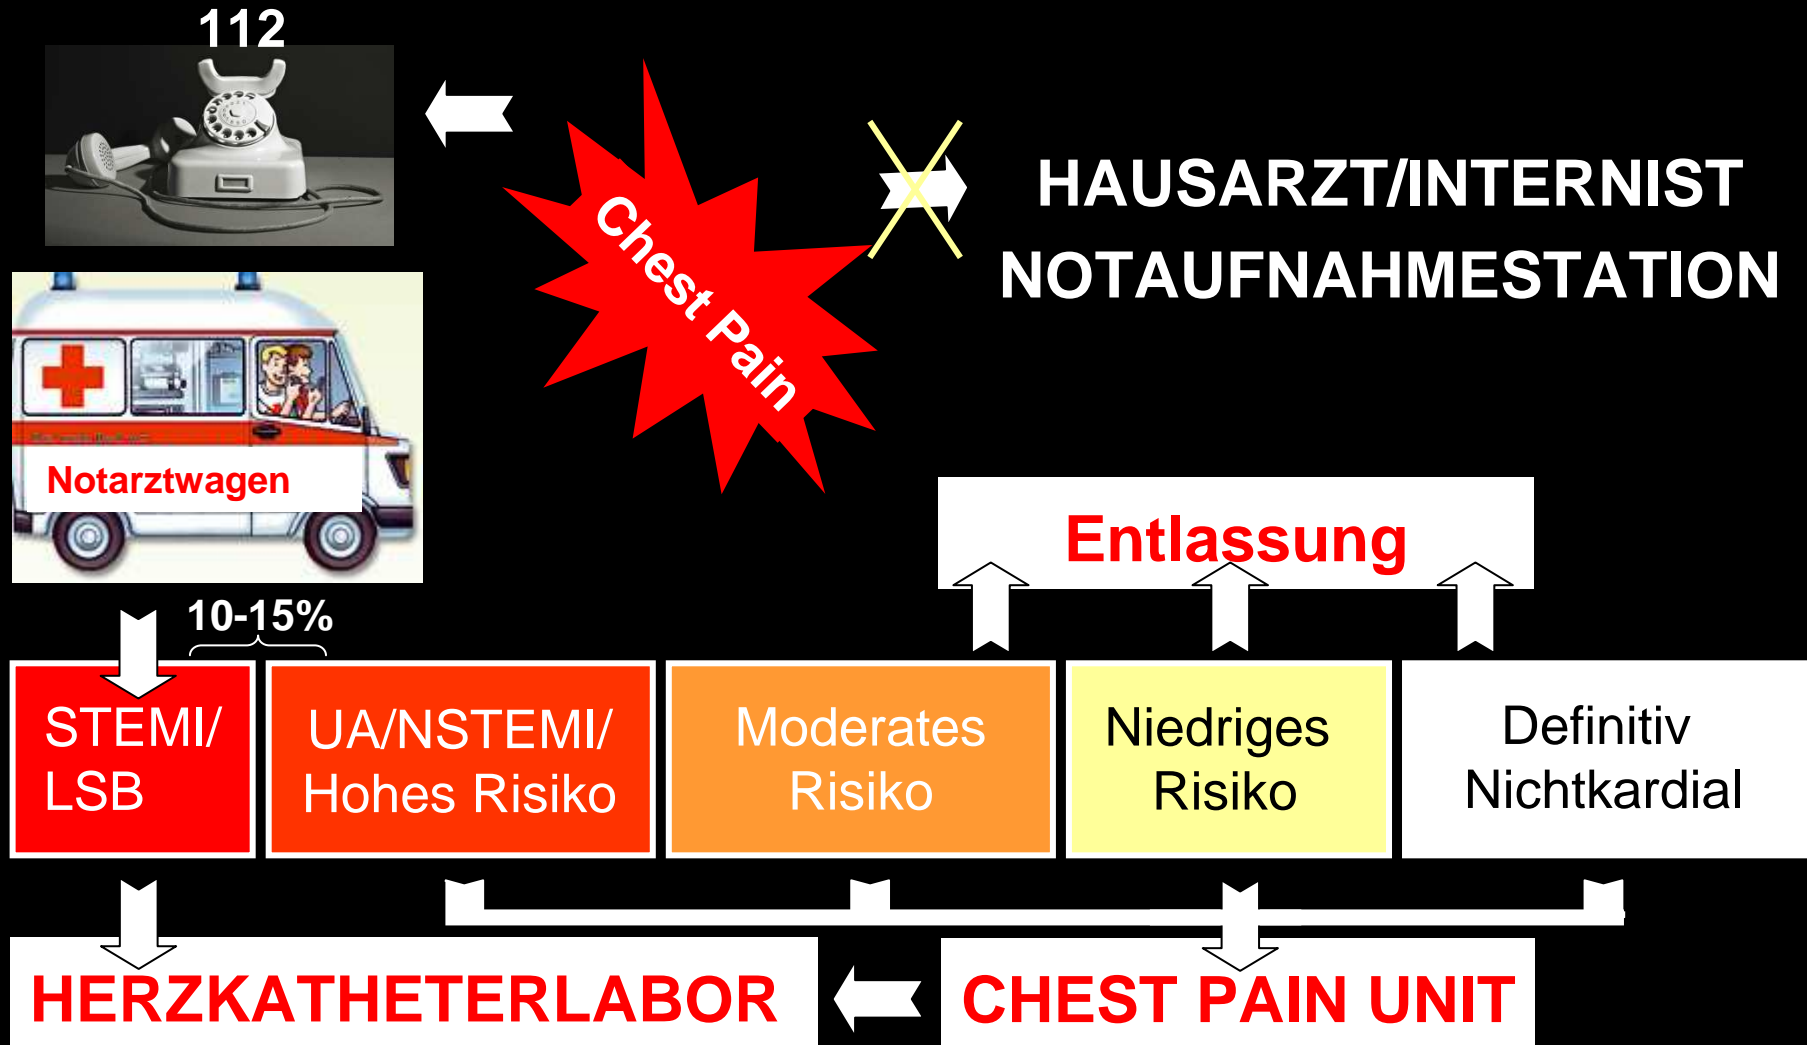 112
Chest Pain
HAUSARZT/INTERNIST
NOTAUFNAHMESTATION
Notarztwagen
Entlassung
10-15%
STEMI/
LSB
UA/NSTEMI/
Hohes Risiko
Moderates
Risiko
Niedriges
Risiko
Definitiv
Nichtkardial
HERZKATHETERLABOR
CHEST PAIN UNIT